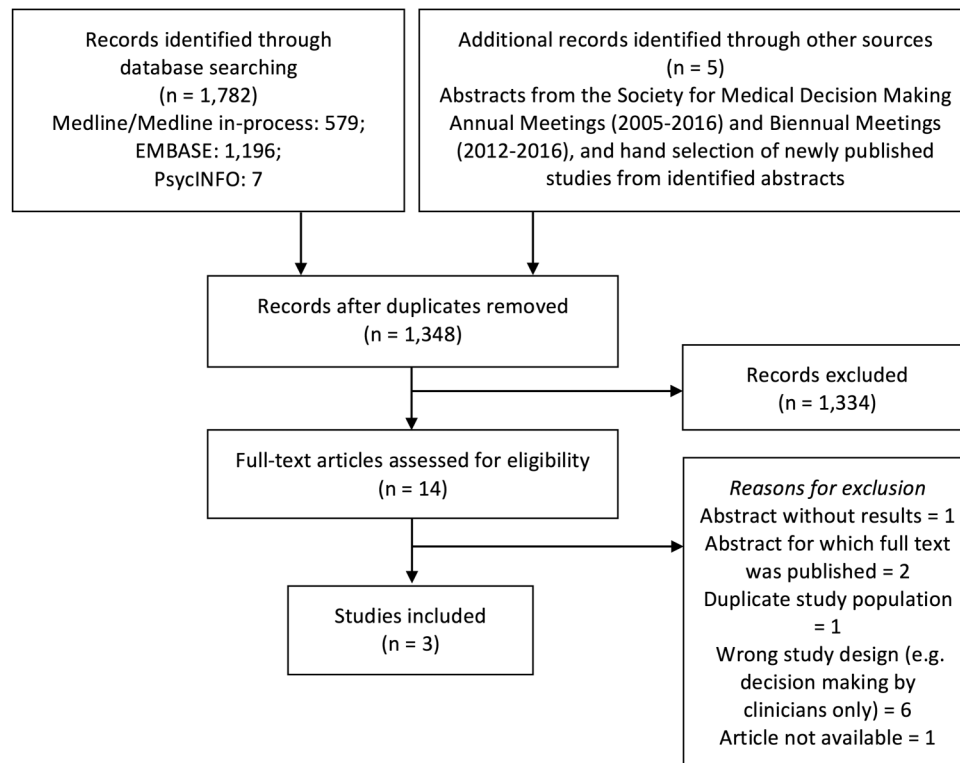 Records identified through
database searching
(n = 1,782)
Medline/Medline in-process: 579;
EMBASE: 1,196;
PsycINFO: 7
Additional records identified through other sources
(n = 5)
Abstracts from the Society for Medical Decision Making
Annual Meetings (2005-2016) and Biennual Meetings
(2012-2016), and hand selection of newly published
studies from identified abstracts
Records after duplicates removed
(n = 1,348)
Records excluded
(n = 1,334)
Full-text articles assessed for eligibility
(n = 14)
Reasons for exclusion
Abstract without results = 1
Abstract for which full text
was published = 2
Duplicate study population
= 1
Wrong study design (e.g.
decision making by
clinicians only) = 6
Article not available = 1
Studies included
(n = 3)